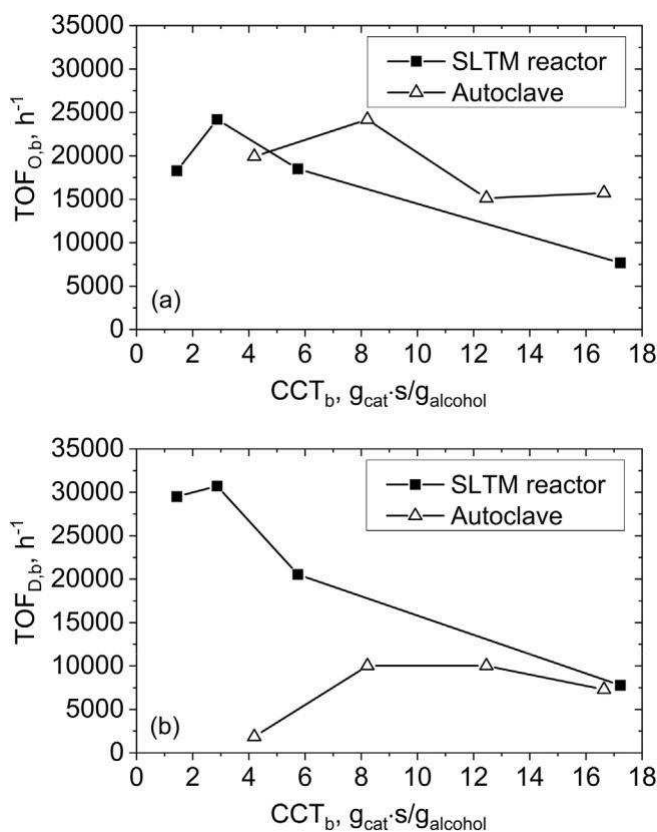 35000
30000
25000
20000
15000
10000
5000
0
TOF_O,b, h⁻¹
SLTM reactor
Autoclave
(a)
0 2 4 6 8 10 12 14 16 18
CCT_b, g_cat·s/g_alcohol
35000
30000
25000
20000
15000
10000
5000
0
TOF_D,b, h⁻¹
SLTM reactor
Autoclave
(b)
0 2 4 6 8 10 12 14 16 18
CCT_b, g_cat·s/g_alcohol